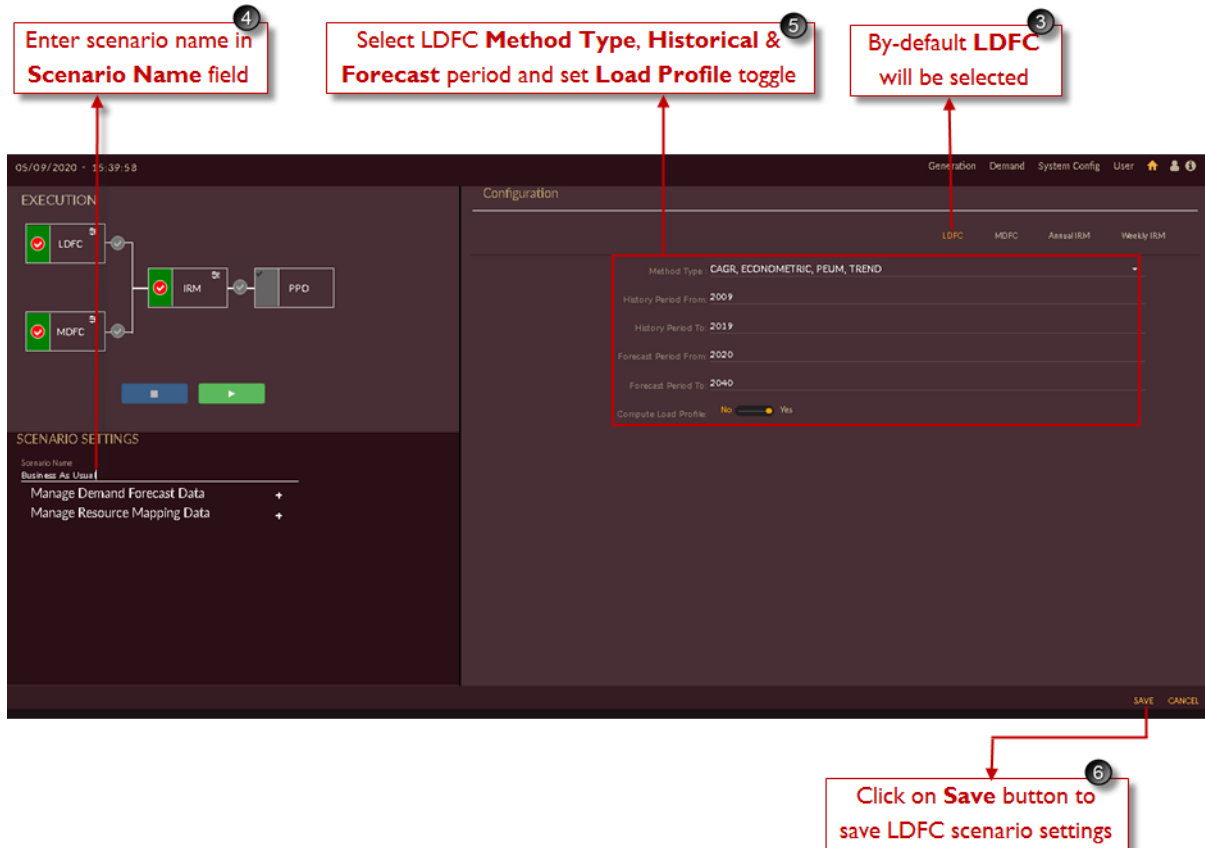 4
Enter scenario name in
Scenario Name field
5
Select LDFC Method Type, Historical &
Forecast period and set Load Profile toggle
3
By-default LDFC
will be selected
05/09/2020 - 15:39:58
Generation Demand System Config User
EXECUTION
LDFC
IRM
PPD
MDFC
SCENARIO SETTINGS
Scenario Name
Business As Usual
Manage Demand Forecast Data +
Manage Resource Mapping Data +
Configuration
LDFC MDFC Annual IRM Weekly IRM
Method Type : CAGR, ECONOMETRIC, PEUM, TREND
History Period From: 2009
History Period To: 2019
Forecast Period From: 2020
Forecast Period To: 2040
Compute Load Profile: No Yes
SAVE CANCEL
6
Click on Save button to
save LDFC scenario settings